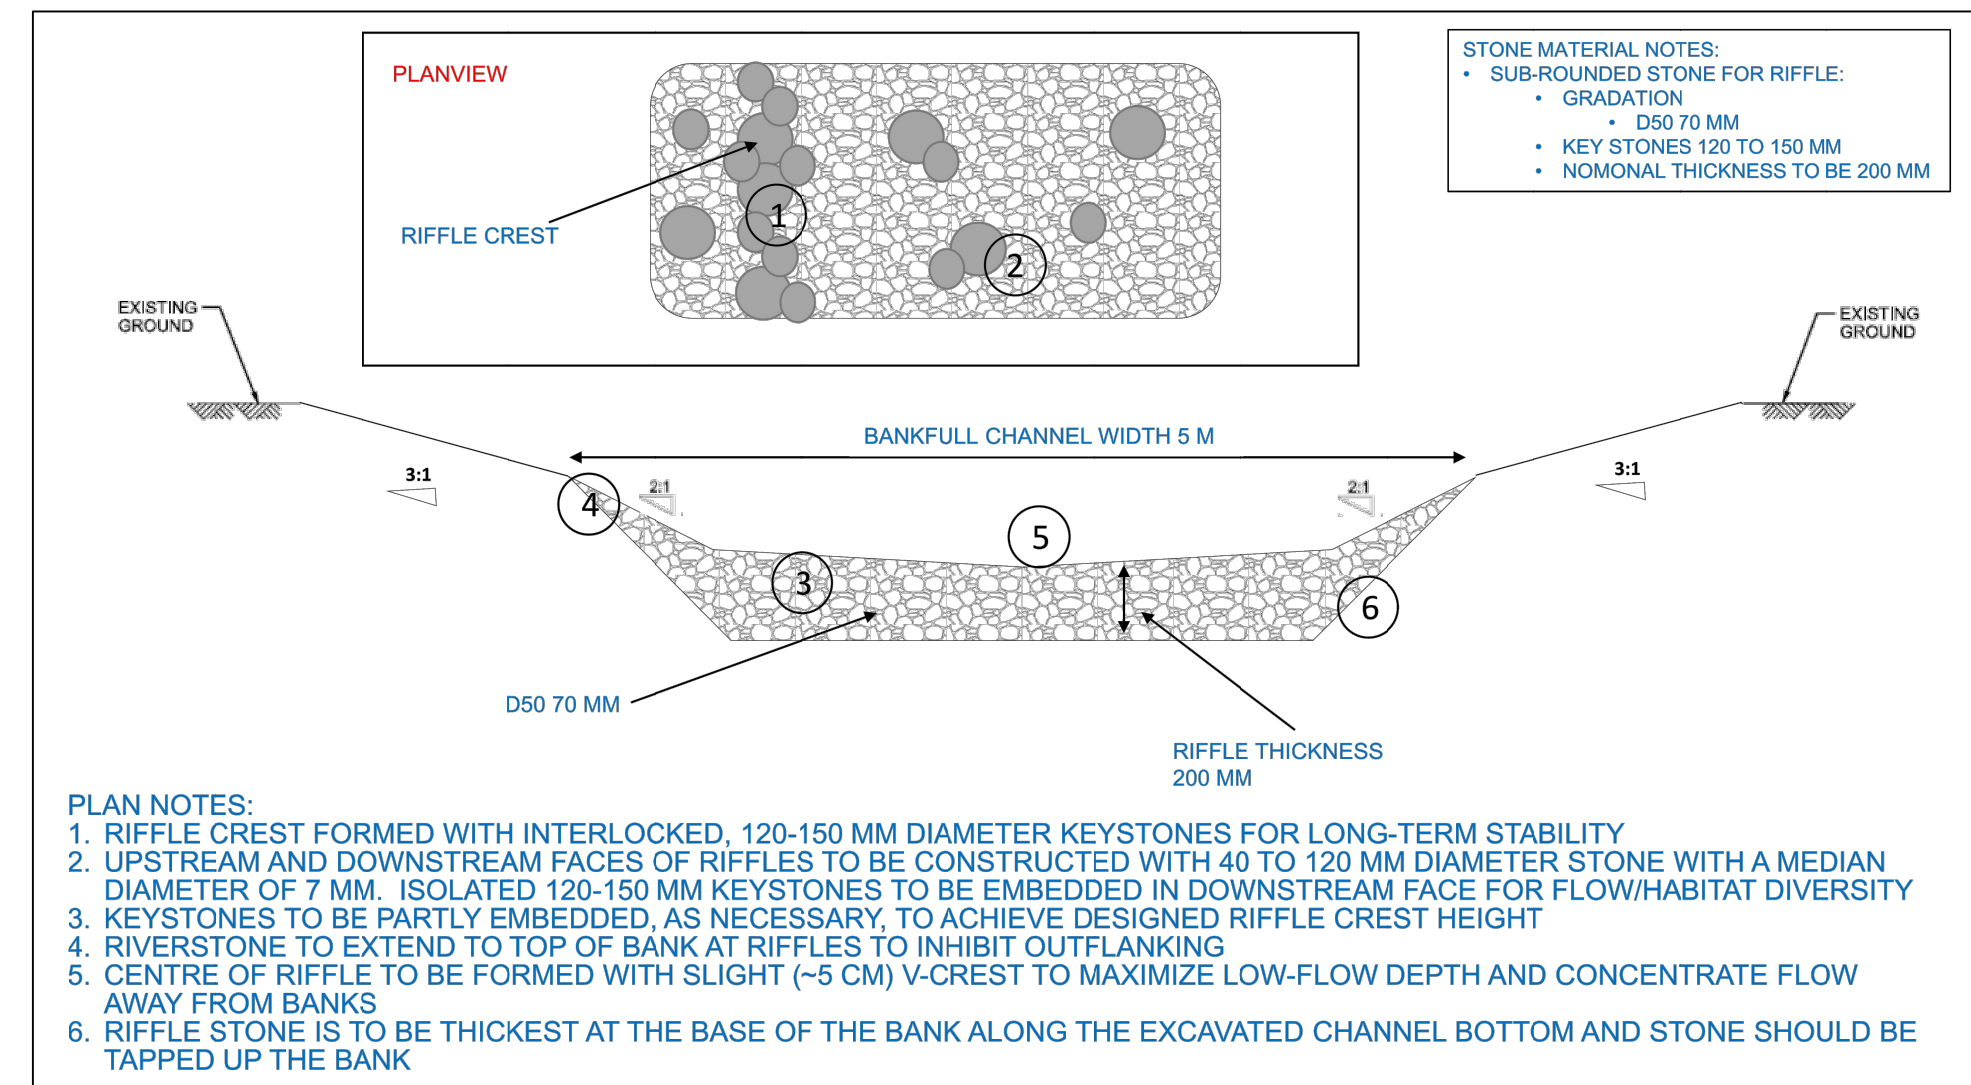 PLANVIEW
RIFFLE CREST
1
2
STONE MATERIAL NOTES:
• SUB-ROUNDED STONE FOR RIFFLE:
• GRADATION
• D50 70 MM
• KEY STONES 120 TO 150 MM
• NOMONAL THICKNESS TO BE 200 MM
EXISTING
GROUND
EXISTING
GROUND
BANKFULL CHANNEL WIDTH 5 M
3:1
4
2:1
5
2:1
3:1
3
6
D50 70 MM
RIFFLE THICKNESS
200 MM
PLAN NOTES:
1. RIFFLE CREST FORMED WITH INTERLOCKED, 120-150 MM DIAMETER KEYSTONES FOR LONG-TERM STABILITY
2. UPSTREAM AND DOWNSTREAM FACES OF RIFFLES TO BE CONSTRUCTED WITH 40 TO 120 MM DIAMETER STONE WITH A MEDIAN
DIAMETER OF 7 MM. ISOLATED 120-150 MM KEYSTONES TO BE EMBEDDED IN DOWNSTREAM FACE FOR FLOW/HABITAT DIVERSITY
3. KEYSTONES TO BE PARTLY EMBEDDED, AS NECESSARY, TO ACHIEVE DESIGNED RIFFLE CREST HEIGHT
4. RIVERSTONE TO EXTEND TO TOP OF BANK AT RIFFLES TO INHIBIT OUTFLANKING
5. CENTRE OF RIFFLE TO BE FORMED WITH SLIGHT (~5 CM) V-CREST TO MAXIMIZE LOW-FLOW DEPTH AND CONCENTRATE FLOW
AWAY FROM BANKS
6. RIFFLE STONE IS TO BE THICKEST AT THE BASE OF THE BANK ALONG THE EXCAVATED CHANNEL BOTTOM AND STONE SHOULD BE
TAPPED UP THE BANK